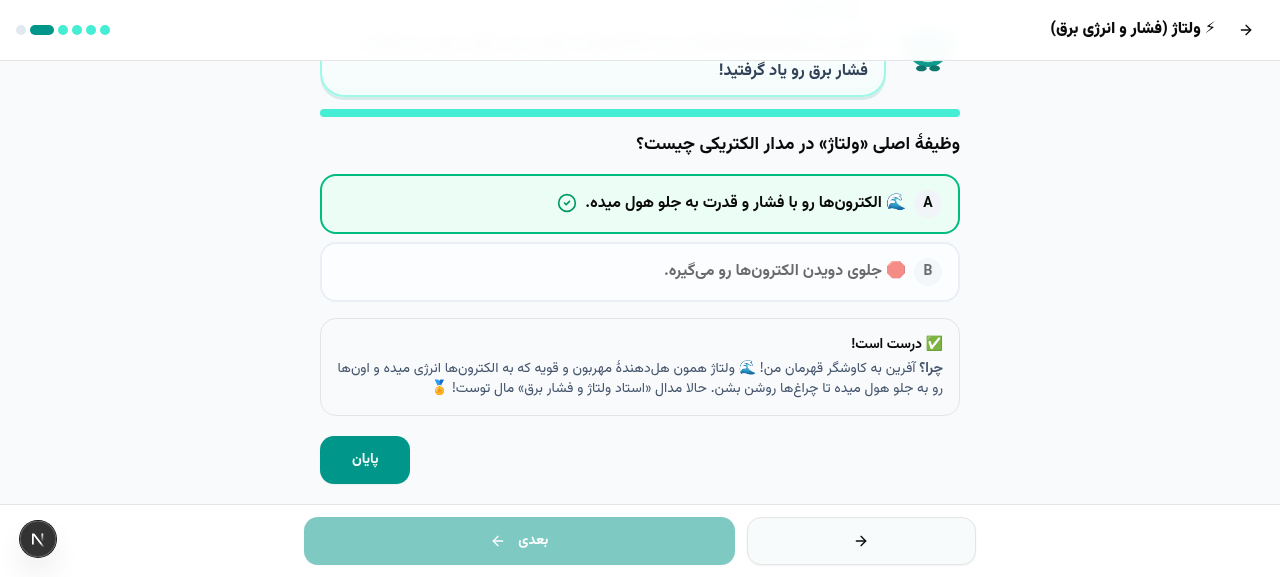 ⚡ ولتاژ (فشار و انرژی برق)
فشار برق رو یاد گرفتید!
وظیفهٔ اصلی «ولتاژ» در مدار الکتریکی چیست؟
A 🌊 الکترون‌ها رو با فشار و قدرت به جلو هول میده.
B 🛑 جلوی دویدن الکترون‌ها رو می‌گیره.
✅ درست است!
چرا؟ آفرین به کاوشگر قهرمان من! 🌊 ولتاژ همون هل‌دهندهٔ مهربون و قویه که به الکترون‌ها انرژی میده و اون‌ها
رو به جلو هول میده تا چراغ‌ها روشن بشن. حالا مدال «استاد ولتاژ و فشار برق» مال توست! 🏅
پایان
بعدی
N